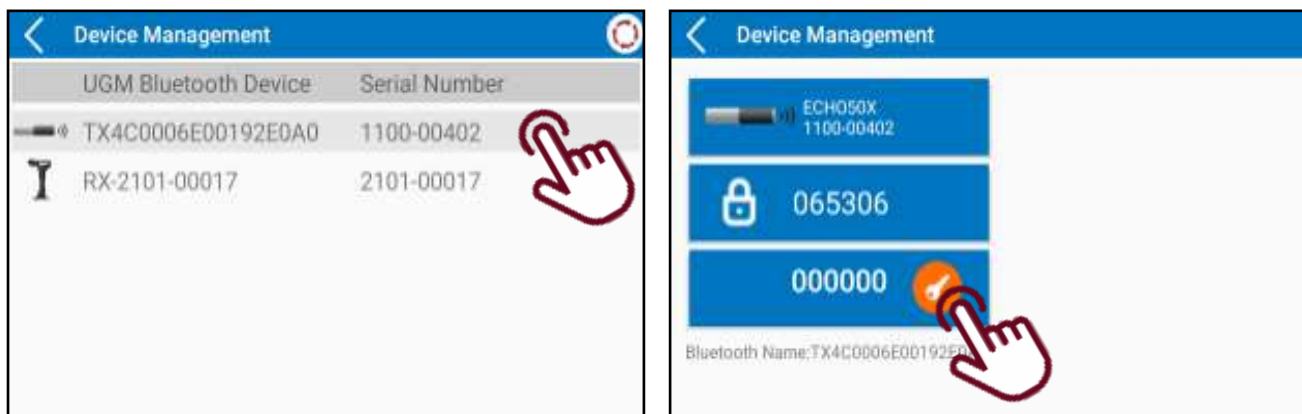 Device Management
UGM Bluetooth Device Serial Number
TX4C0006E00192E0A0 1100-00402
RX-2101-00017 2101-00017
Device Management
ECHO50X
1100-00402
065306
000000
Bluetooth Name:TX4C0006E00192E0